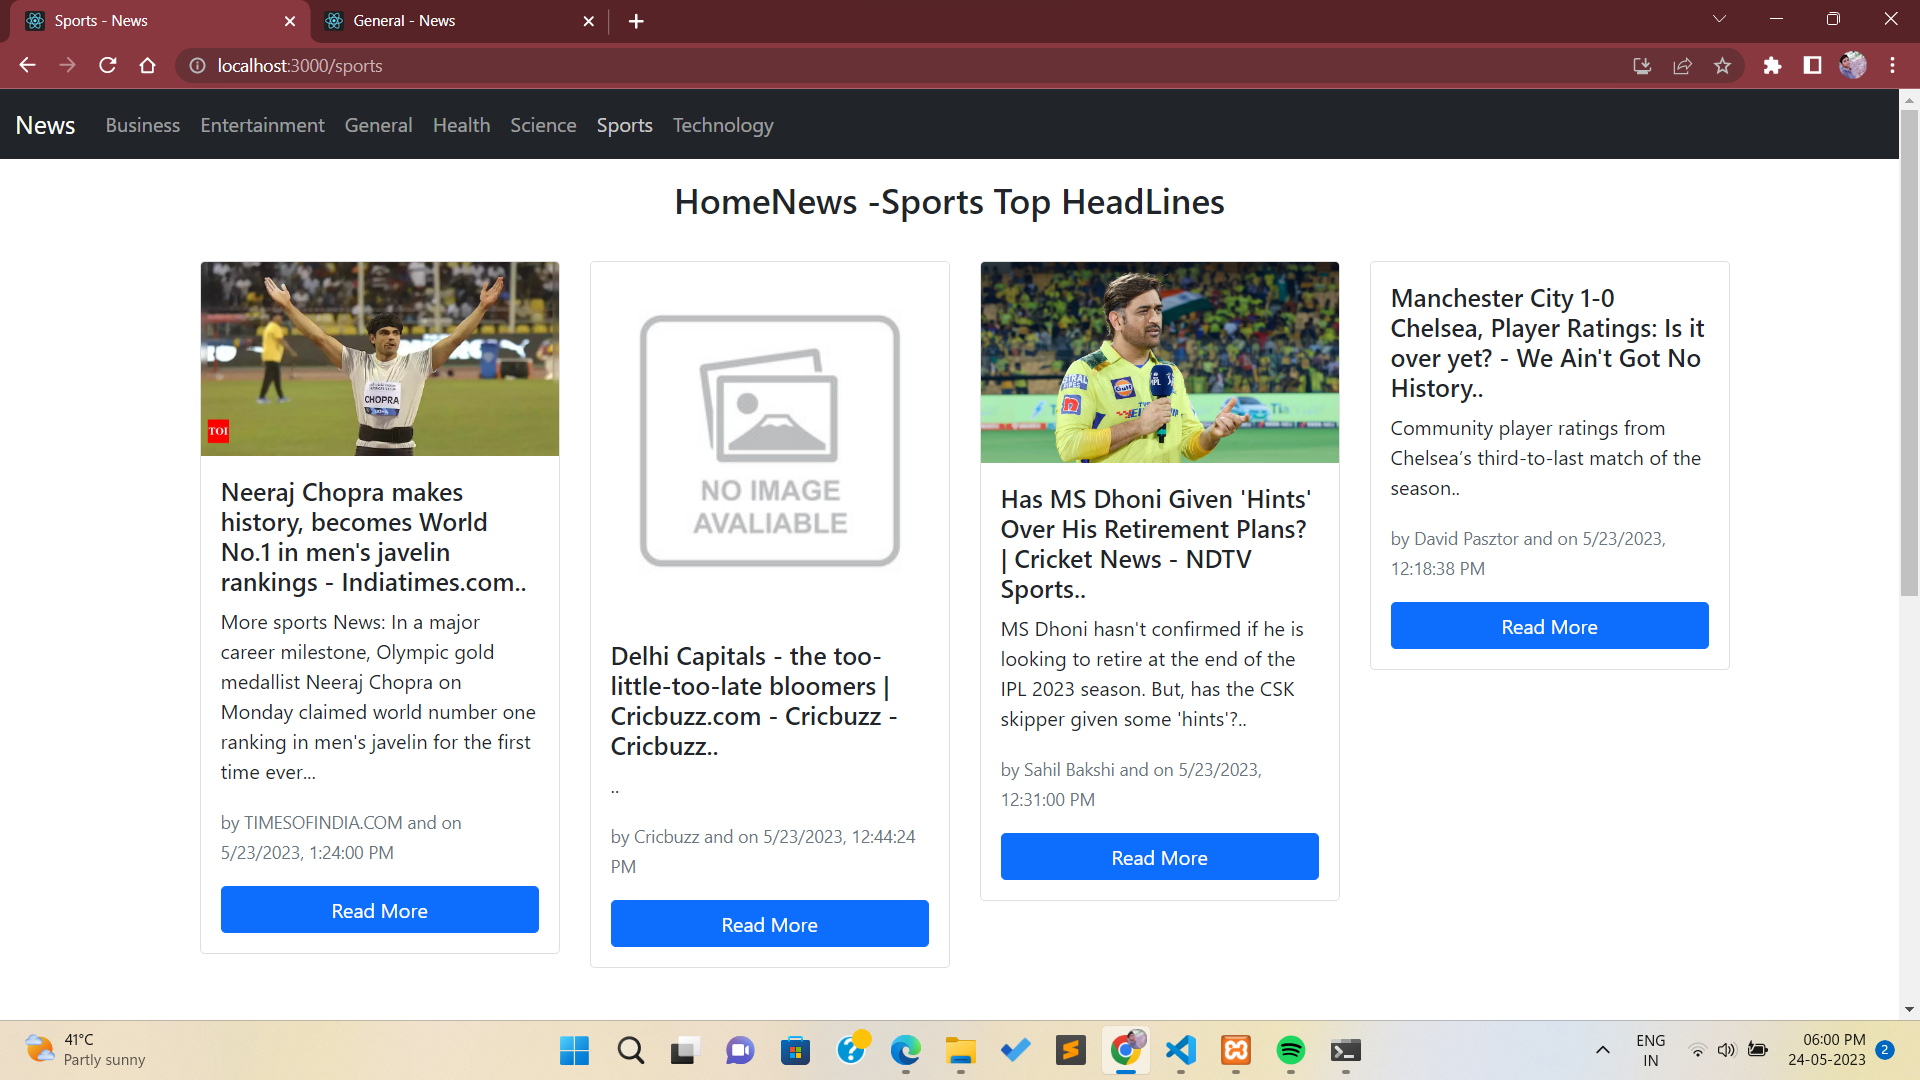 Sports - News
General - News
localhost:3000/sports
News
Business
Entertainment
General
Health
Science
Sports
Technology
HomeNews -Sports Top HeadLines
CHOPRA
TOI
Neeraj Chopra makes
history, becomes World
No.1 in men's javelin
rankings - Indiatimes.com..
More sports News: In a major
career milestone, Olympic gold
medallist Neeraj Chopra on
Monday claimed world number one
ranking in men's javelin for the first
time ever...
by TIMESOFINDIA.COM and on
5/23/2023, 1:24:00 PM
Read More
NO IMAGE
AVALIABLE
Delhi Capitals - the too-
little-too-late bloomers |
Cricbuzz.com - Cricbuzz -
Cricbuzz..
..
by Cricbuzz and on 5/23/2023, 12:44:24
PM
Read More
Gulf
IPL
Has MS Dhoni Given 'Hints'
Over His Retirement Plans?
| Cricket News - NDTV
Sports..
MS Dhoni hasn't confirmed if he is
looking to retire at the end of the
IPL 2023 season. But, has the CSK
skipper given some 'hints'?..
by Sahil Bakshi and on 5/23/2023,
12:31:00 PM
Read More
Manchester City 1-0
Chelsea, Player Ratings: Is it
over yet? - We Ain't Got No
History..
Community player ratings from
Chelsea’s third-to-last match of the
season..
by David Pasztor and on 5/23/2023,
12:18:38 PM
Read More
41°C
Partly sunny
ENG
IN
06:00 PM
24-05-2023
2